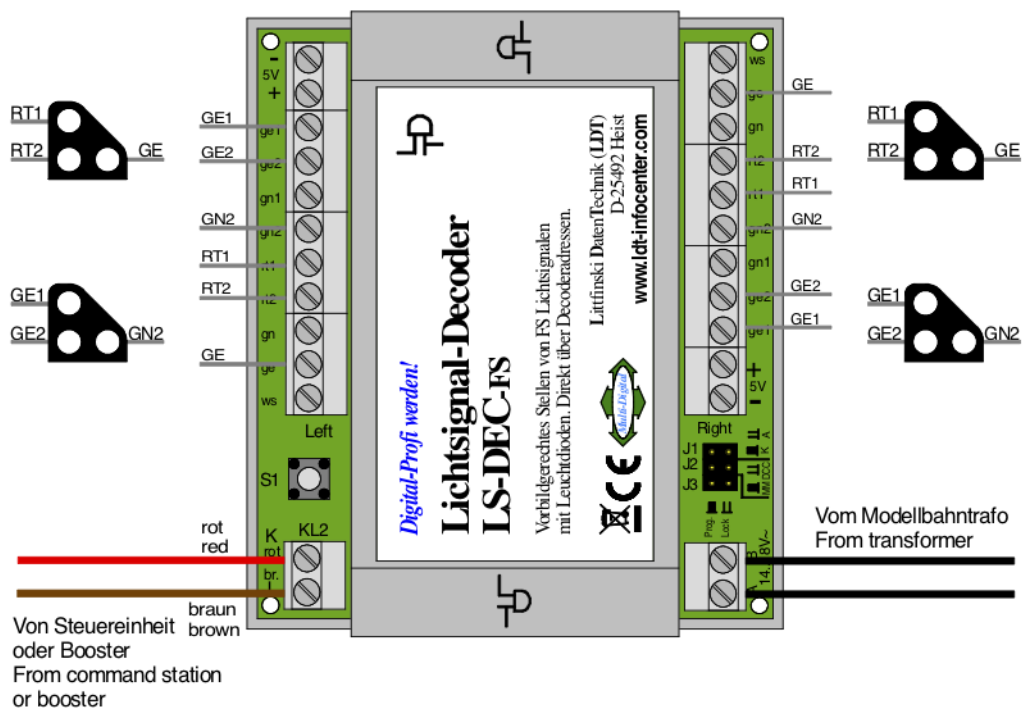 RT1
RT2
GE
GE1
GE2
GN2
GE1
GE2
GN2
RT1
RT2
GE
-
5V
+
ge1
ge2
gn1
gn2
rt1
rt2
gn
ge
ws
Left
S1
K
KL2
rot
br.
rot
red
braun
brown
Von Steuereinheit
oder Booster
From command station
or booster
Digital-Profi werden!
Lichtsignal-Decoder
LS-DEC-FS
Vorbildgerechtes Stellen von FS Lichtsignalen
mit Leuchtdioden. Direkt über Decoderadressen.
Littfinski DatenTechnik (LDT)
D-25492 Heist
www.ldt-infocenter.com
Multi-Digital
CE
ws
ge
gn
rt2
rt1
gn2
gn1
ge2
ge1
+
5V
-
Right
J1
J2
J3
A
K
DCC
MM
Prog.
Lock
B
A
GE
RT2
RT1
GN2
GE2
GE1
RT1
RT2
GE
GE1
GE2
GN2
Vom Modellbahntrafo
From transformer